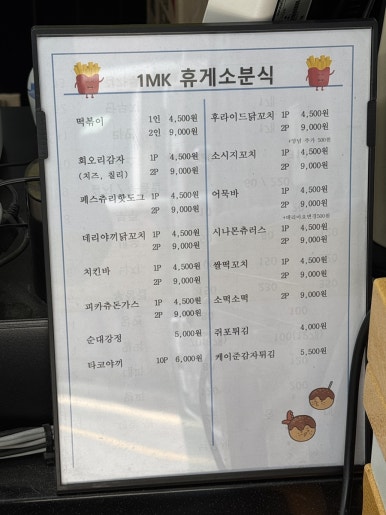 1MK 휴게소분식
떡볶이 1인 4,500원
2인 9,000원
회오리감자 1P 4,500원
(치즈, 칠리) 2P 9,000원
페스츄리핫도그 1P 4,500원
2P 9,000원
데리야끼닭꼬치 1P 4,500원
2P 9,000원
치킨바 1P 4,500원
2P 9,000원
피카츄돈가스 1P 4,500원
2P 9,000원
순대강정 5,000원
타코야끼 10P 6,000원
후라이드닭꼬치 1P 4,500원
2P 9,000원
추가 500원
소시지꼬치 1P 4,500원
2P 9,000원
어묵바 1P 4,500원
2P 9,000원
시나몬츄러스 1P 4,500원
2P 9,000원
쌀떡꼬치 1P 4,500원
2P 9,000원
소떡소떡 2P 9,000원
쥐포튀김 4,000원
케이준감자튀김 5,500원